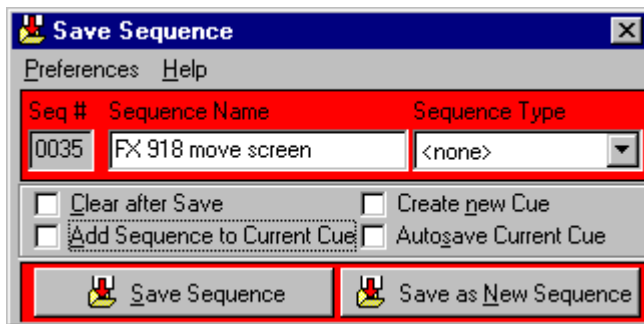 Save Sequence
Preferences Help
Seq # Sequence Name Sequence Type
0035 FX 918 move screen <none>
Clear after Save Create new Cue
Add Sequence to Current Cue Autosave Current Cue
Save Sequence Save as New Sequence